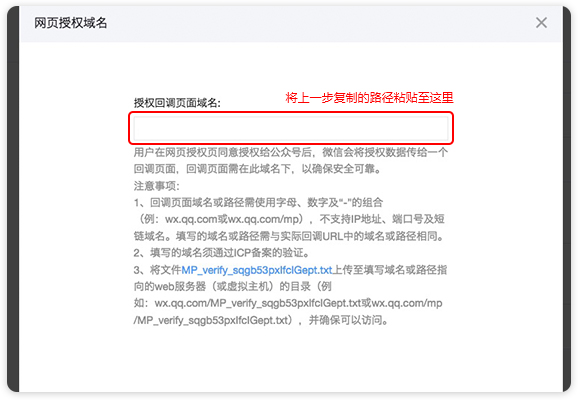 网页授权域名
授权回调页面域名:
将上一步复制的路径粘贴至这里
用户在网页授权页同意授权给公众号后，微信会将授权数据传给一个
回调页面，回调页面需在此域名下，以确保安全可靠。
注意事项:
1、回调页面域名或路径需使用字母、数字及“-”的组合
（例：wx.qq.com或wx.qq.com/mp），不支持IP地址、端口号及短
链域名。填写的域名或路径需与实际回调URL中的域名或路径相同。
2、填写的域名须通过ICP备案的验证。
3、将文件MP_verify_sqgb53pxIfclGept.txt上传至填写域名或路径指
向的web服务器（或虚拟主机）的目录（例
如：wx.qq.com/MP_verify_sqgb53pxIfclGept.txt或wx.qq.com/mp
/MP_verify_sqgb53pxIfclGept.txt），并确保可以访问。